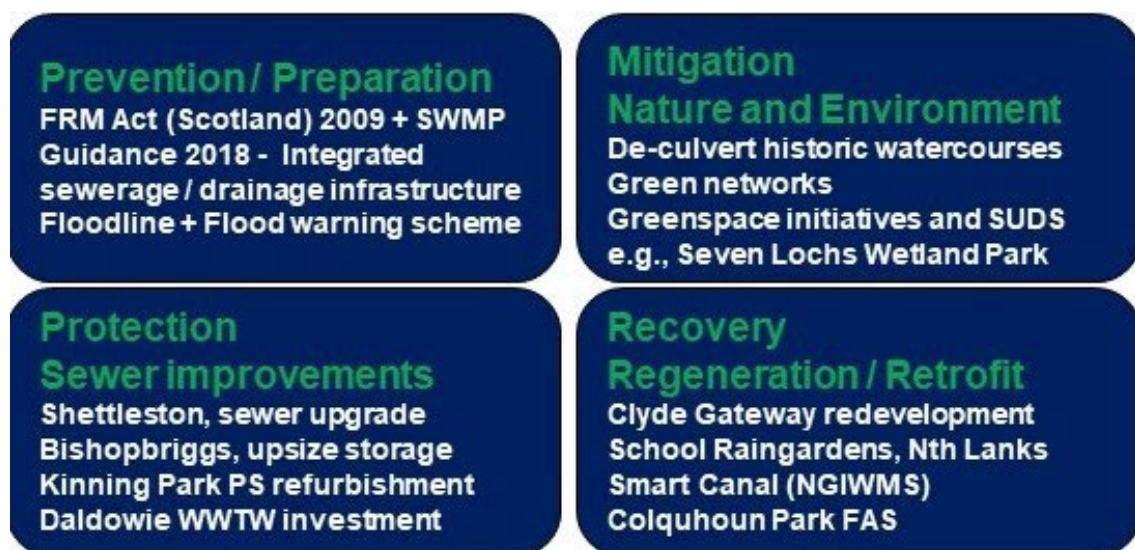 Prevention / Preparation
FRM Act (Scotland) 2009 + SWMP
Guidance 2018 - Integrated
sewerage / drainage infrastructure
Floodline + Flood warning scheme
Mitigation
Nature and Environment
De-culvert historic watercourses
Green networks
Greenspace initiatives and SUDS
e.g., Seven Lochs Wetland Park
Protection
Sewer improvements
Shettleston, sewer upgrade
Bishopbriggs, upsize storage
Kinning Park PS refurbishment
Daldowie WWTW investment
Recovery
Regeneration / Retrofit
Clyde Gateway redevelopment
School Raingardens, Nth Lanks
Smart Canal (NGIWMS)
Colquhoun Park FAS